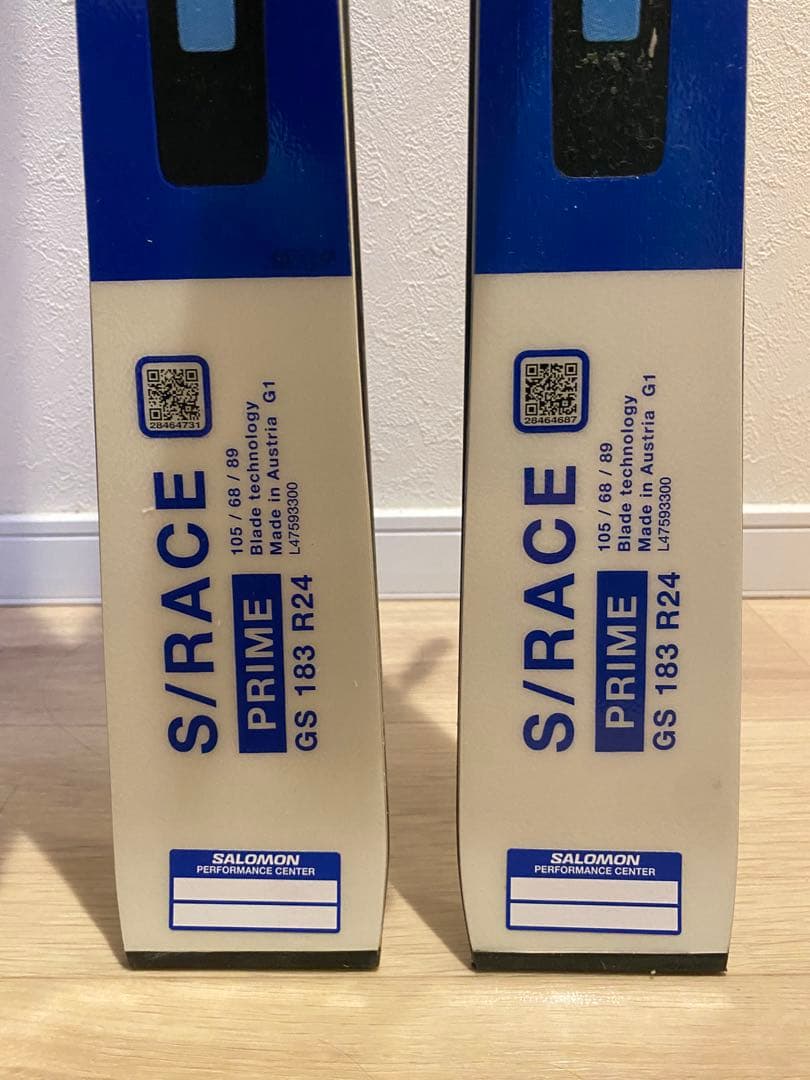 28464731
S/RACE
105 / 68 / 89
Blade technology
Made in Austria G1
L47593300
PRIME
GS 183 R24
SALOMON
PERFORMANCE CENTER
28464687
S/RACE
105 / 68 / 89
Blade technology
Made in Austria G1
L47593300
PRIME
GS 183 R24
SALOMON
PERFORMANCE CENTER